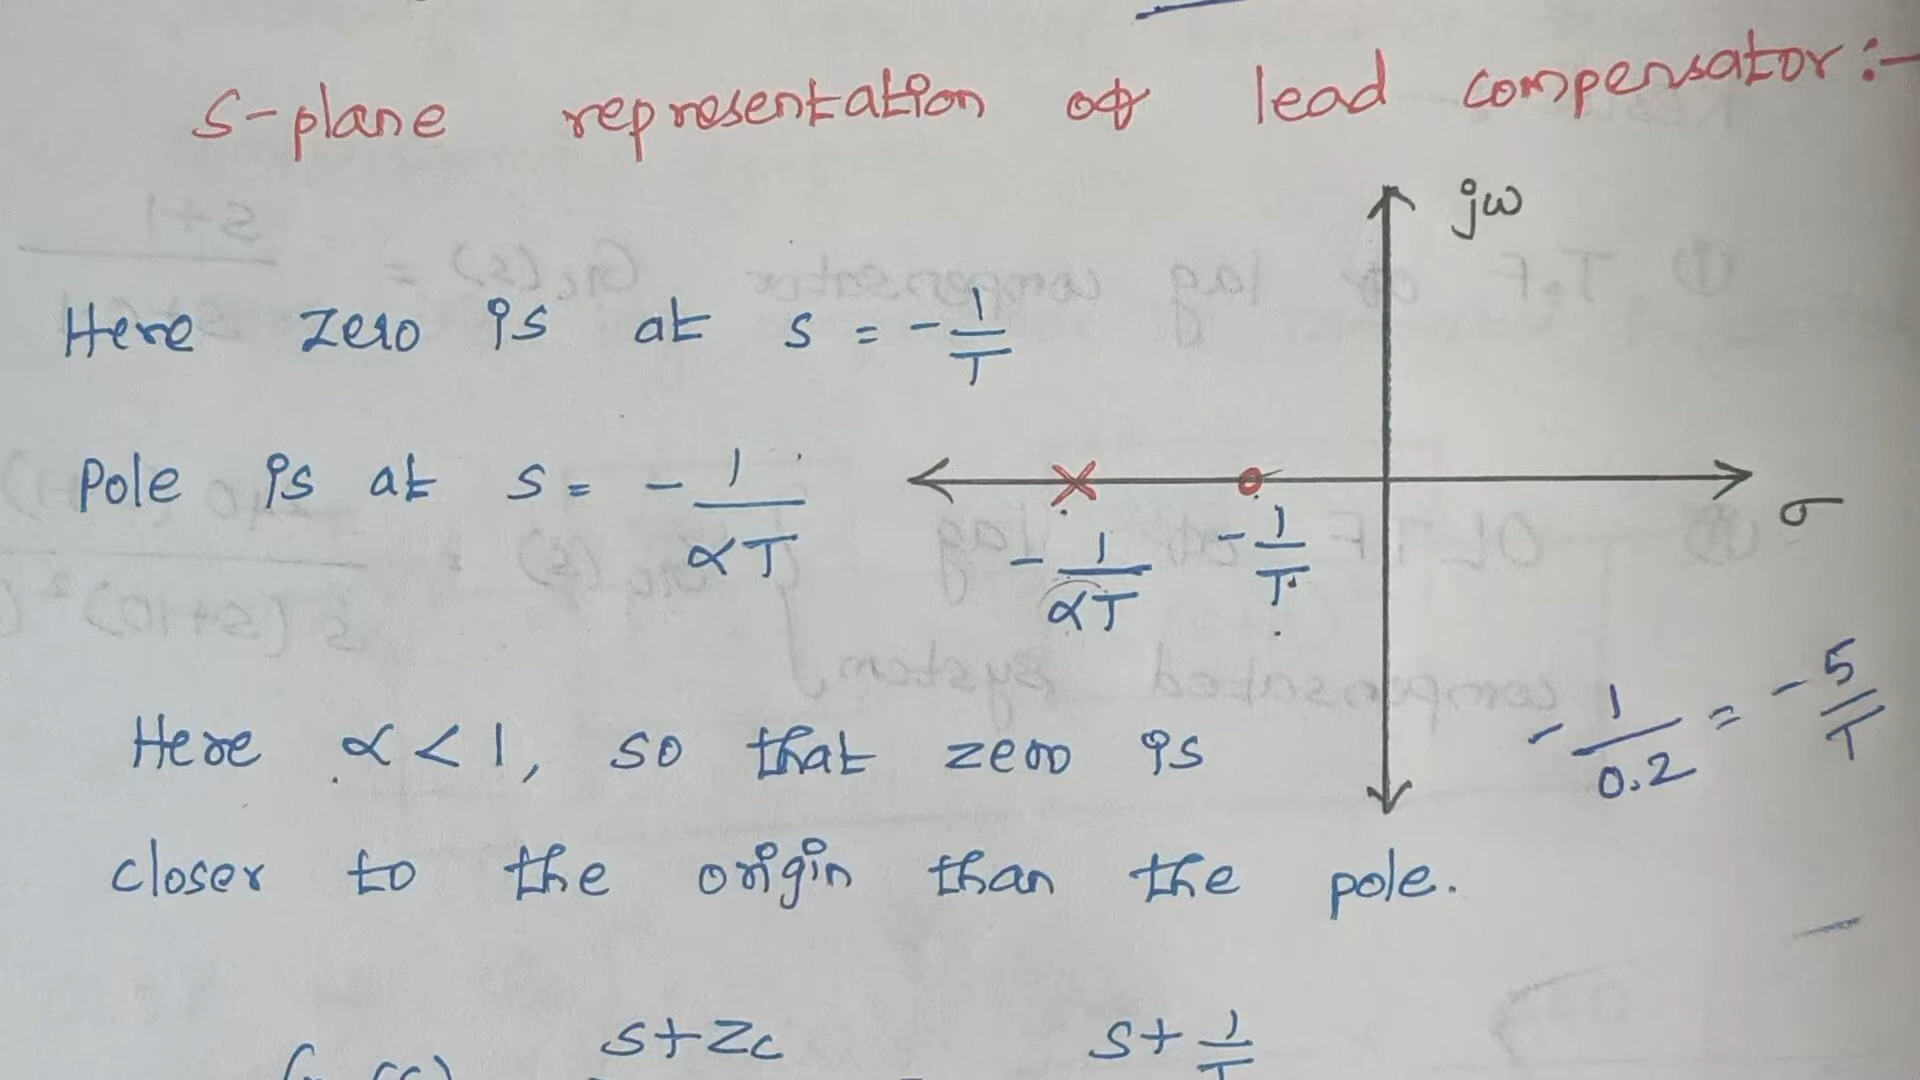 S-plane representation of lead compensator:-
jω
Here zero is at s = -1/T
Pole is at s = -1/αT
σ
-1/αT -1/T
-1/0.2 = -5/T
Here α < 1, so that zero is
closer to the origin than the pole.
s+Zc s+1/T